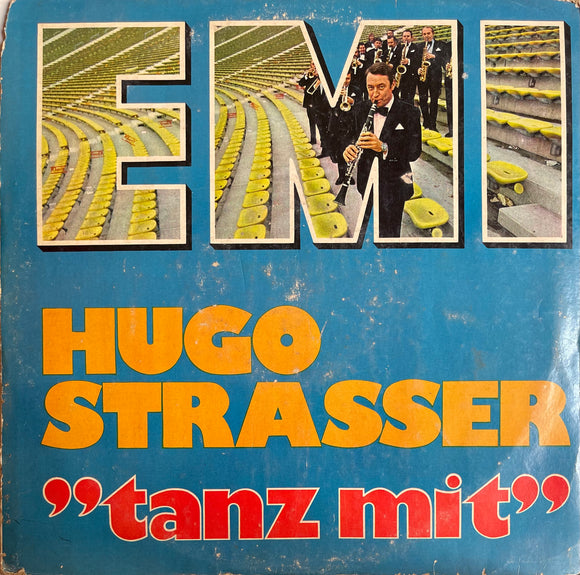 EMI
HUGO
STRASSER
”tanz mit”